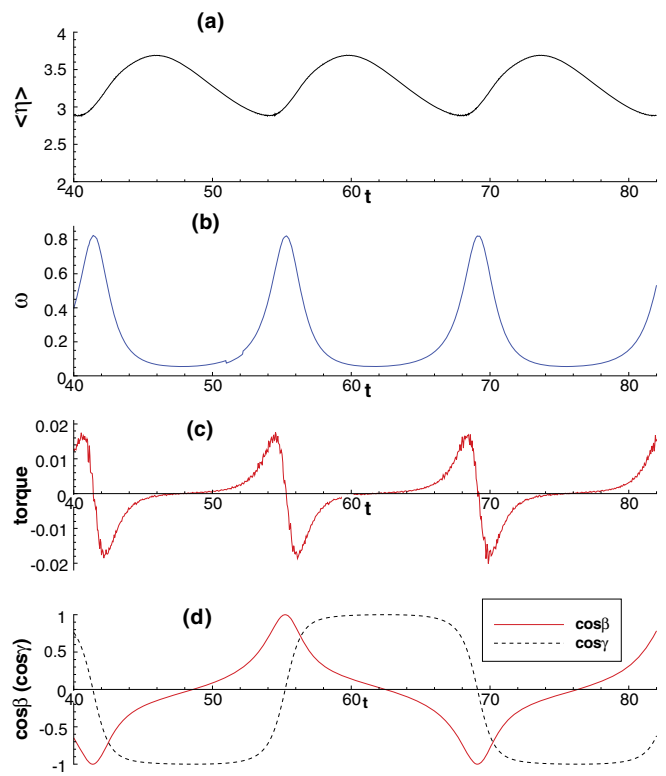 (a)
4
3.5
3
2.5
2
<η>
40 50 60 70 80
t
(b)
0.8
0.6
0.4
0.2
0
ω
40 50 60 70 80
t
(c)
0.02
0.01
0
-0.01
-0.02
torque
40 50 60 70 80
t
(d)
1
0.5
0
-0.5
-1
cosβ (cosγ)
40 50 60 70 80
t
cosβ
cosγ